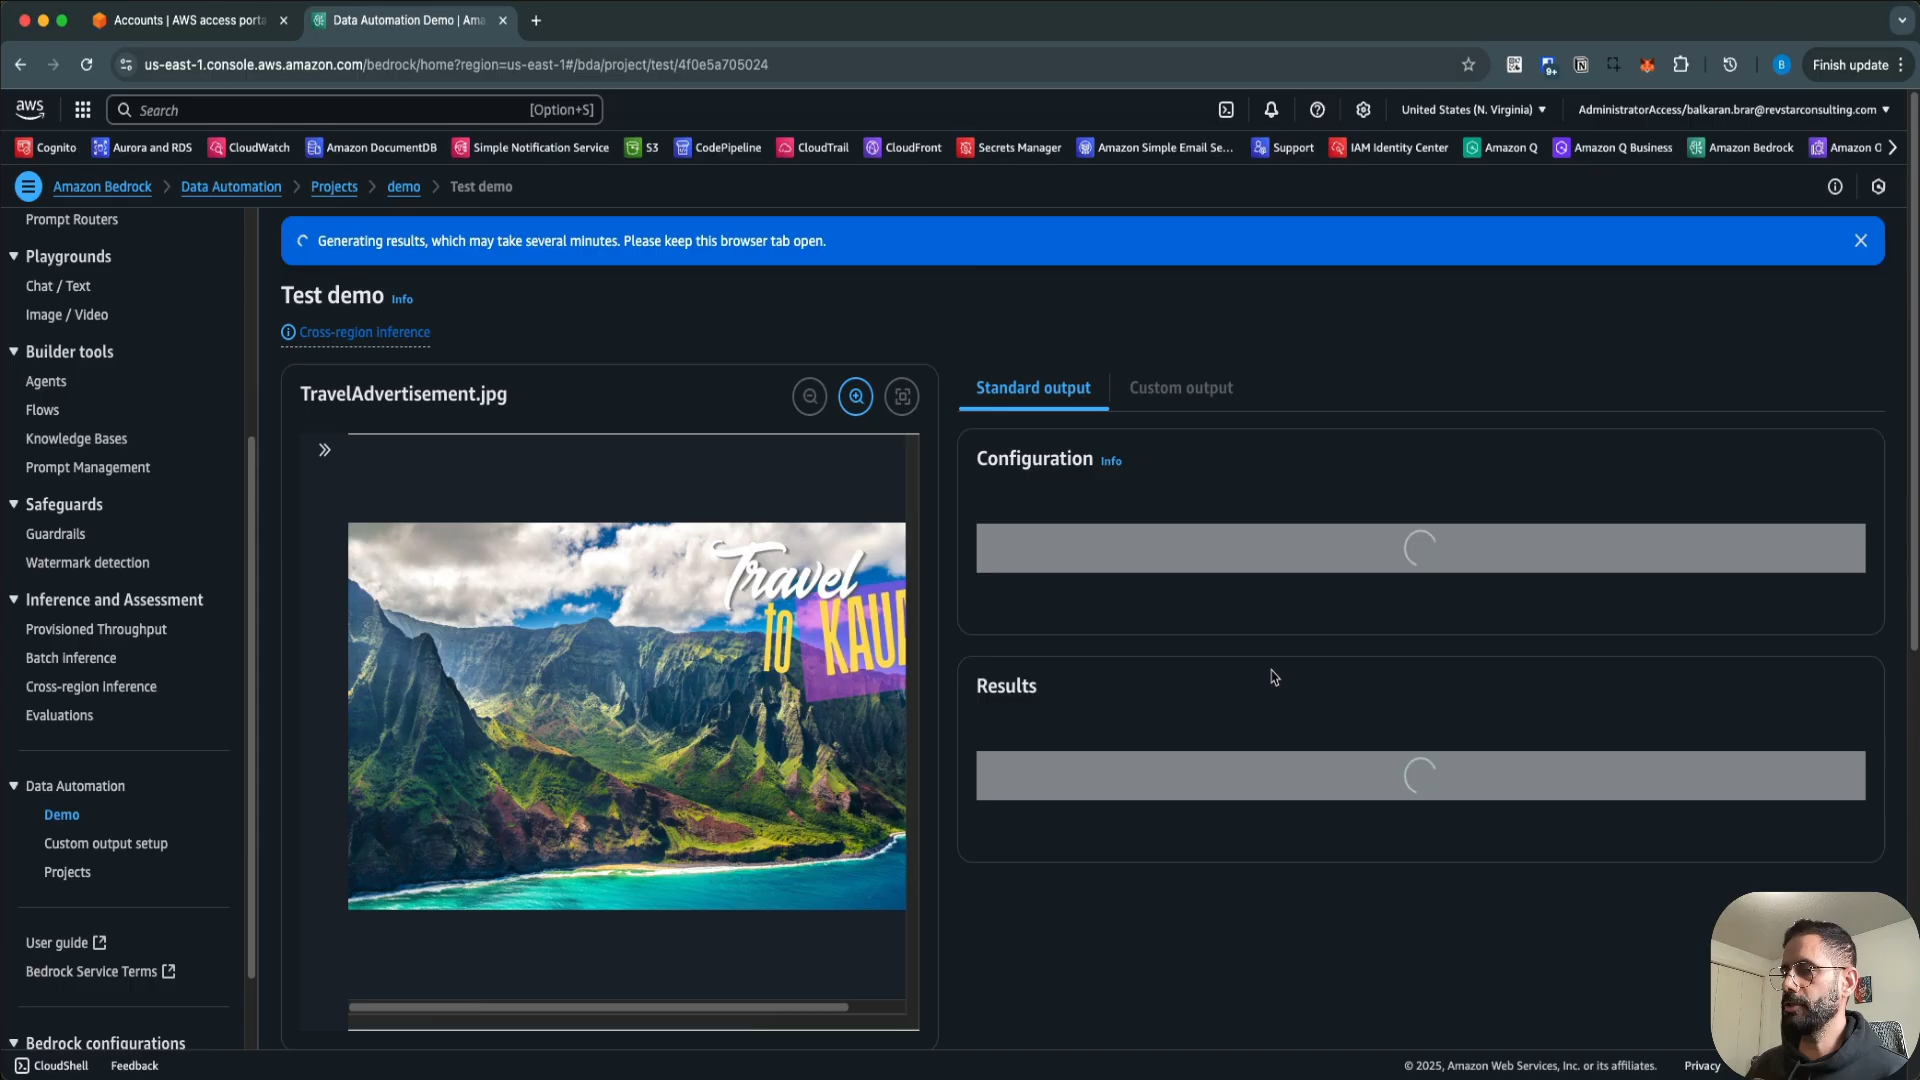 Accounts | AWS access porta
Data Automation Demo | Ama
us-east-1.console.aws.amazon.com/bedrock/home?region=us-east-1#/bda/project/test/4f0e5a705024
9+
B
Finish update
aws
Search
[Option+S]
United States (N. Virginia)
AdministratorAccess/balkaran.brar@revstarconsulting.com
Cognito
Aurora and RDS
CloudWatch
Amazon DocumentDB
Simple Notification Service
S3
CodePipeline
CloudTrail
CloudFront
Secrets Manager
Amazon Simple Email Se...
Support
IAM Identity Center
Amazon Q
Amazon Q Business
Amazon Bedrock
Amazon O
Amazon Bedrock
Data Automation
Projects
demo
Test demo
Prompt Routers
Playgrounds
Chat / Text
Image / Video
Builder tools
Agents
Flows
Knowledge Bases
Prompt Management
Safeguards
Guardrails
Watermark detection
Inference and Assessment
Provisioned Throughput
Batch inference
Cross-region inference
Evaluations
Data Automation
Demo
Custom output setup
Projects
User guide
Bedrock Service Terms
Bedrock configurations
Generating results, which may take several minutes. Please keep this browser tab open.
Test demo Info
Cross-region inference
TravelAdvertisement.jpg
Travel
to KAUA
Standard output
Custom output
Configuration Info
Results
CloudShell
Feedback
© 2025, Amazon Web Services, Inc. or its affiliates.
Privacy